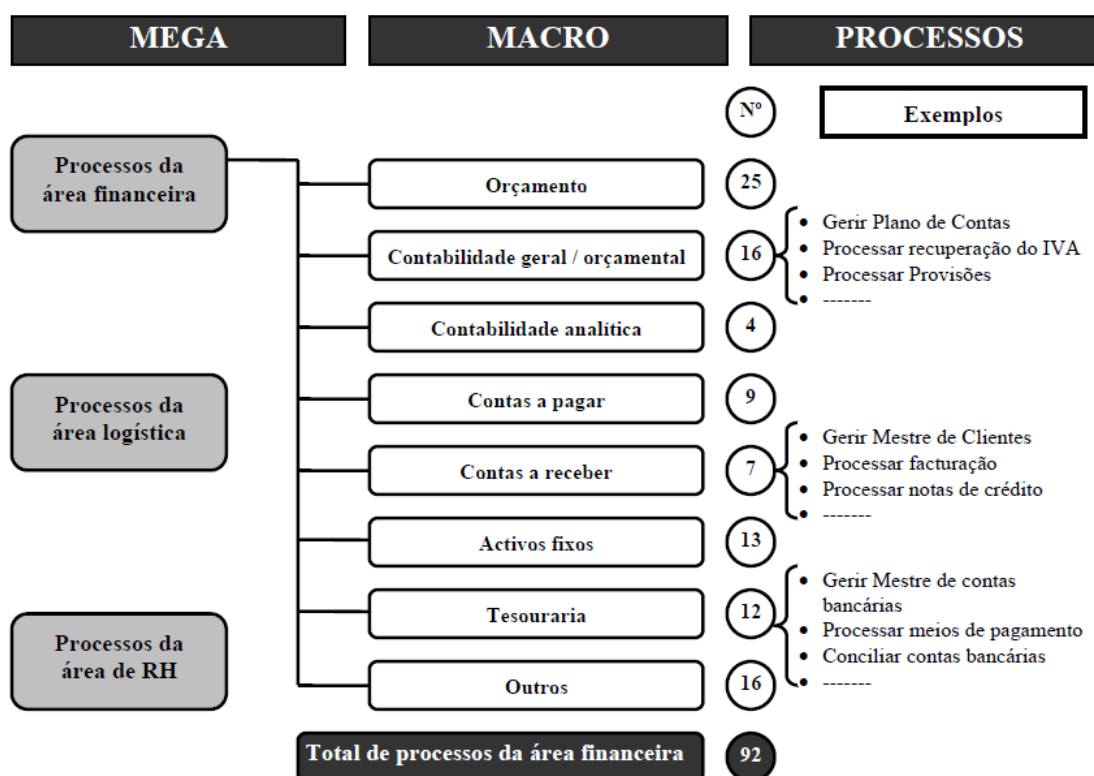 MEGA
MACRO
PROCESSOS
Nº
Exemplos
Processos da
área financeira
Orçamento
25
Contabilidade geral / orçamental
16
• Gerir Plano de Contas
• Processar recuperação do IVA
• Processar Provisões
• -------
Contabilidade analítica
4
Processos da
área logística
Contas a pagar
9
Contas a receber
7
• Gerir Mestre de Clientes
• Processar facturação
• Processar notas de crédito
• -------
Activos fixos
13
Processos da
área de RH
Tesouraria
12
• Gerir Mestre de contas
bancárias
• Processar meios de pagamento
• Conciliar contas bancárias
• -------
Outros
16
Total de processos da área financeira
92